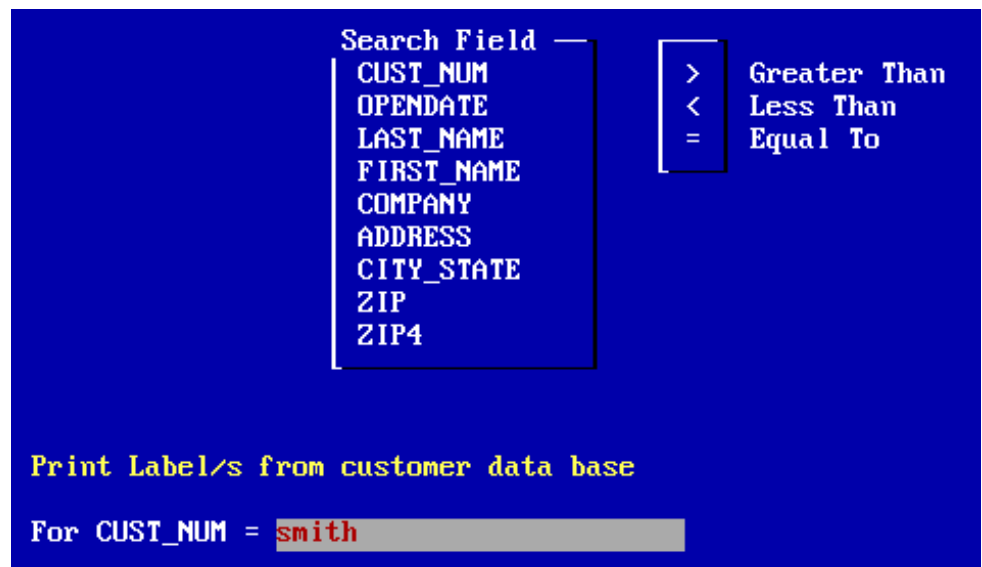 Search Field
CUST_NUM
OPENDATE
LAST_NAME
FIRST_NAME
COMPANY
ADDRESS
CITY_STATE
ZIP
ZIP4
> Greater Than
< Less Than
= Equal To
Print Label/s from customer data base
For CUST_NUM = smith